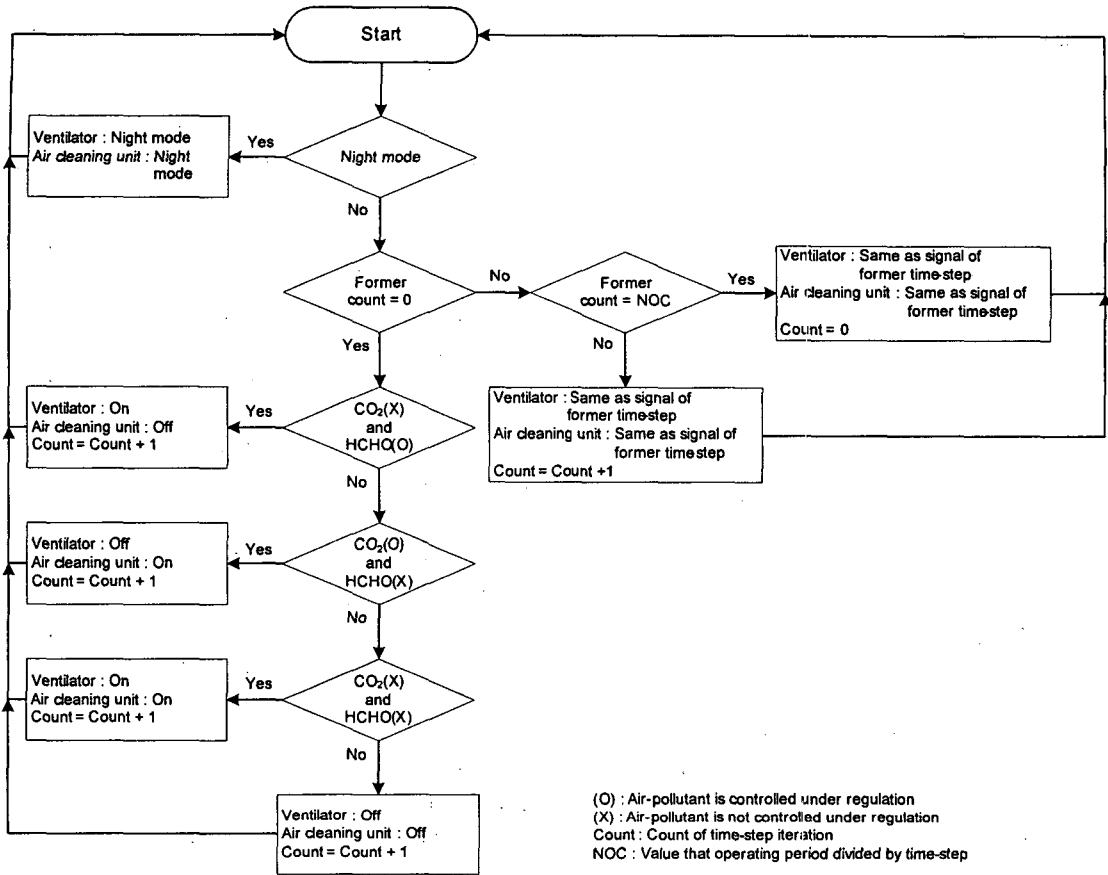 Start
Night mode
Yes
Ventilator : Night mode
Air cleaning unit : Night
mode
No
Former
count = 0
No
Former
count = NOC
Yes
Ventilator : Same as signal of
former time-step
Air cleaning unit : Same as signal of
former time-step
Count = 0
No
Ventilator : Same as signal of
former time-step
Air cleaning unit : Same as signal of
former time-step
Count = Count +1
Yes
CO₂(X)
and
HCHO(O)
Yes
Ventilator : On
Air cleaning unit : Off
Count = Count + 1
No
CO₂(O)
and
HCHO(X)
Yes
Ventilator : Off
Air cleaning unit : On
Count = Count + 1
No
CO₂(X)
and
HCHO(X)
Yes
Ventilator : On
Air cleaning unit : On
Count = Count + 1
No
Ventilator : Off
Air cleaning unit : Off
Count = Count + 1
(O) : Air-pollutant is controlled under regulation
(X) : Air-pollutant is not controlled under regulation
Count : Count of time-step iteration
NOC : Value that operating period divided by time-step